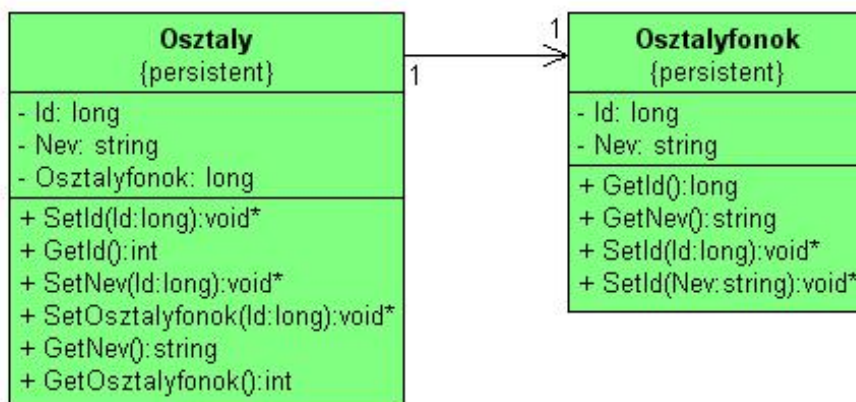 Osztaly
{persistent}
- Id: long
- Nev: string
- Osztalyfonok: long
+ SetId(Id:long):void*
+ GetId():int
+ SetNev(Id:long):void*
+ SetOsztalyfonok(Id:long):void*
+ GetNev():string
+ GetOsztalyfonok():int
1
1
Osztalyfonok
{persistent}
- Id: long
- Nev: string
+ GetId():long
+ GetNev():string
+ SetId(Id:long):void*
+ SetId(Nev:string):void*